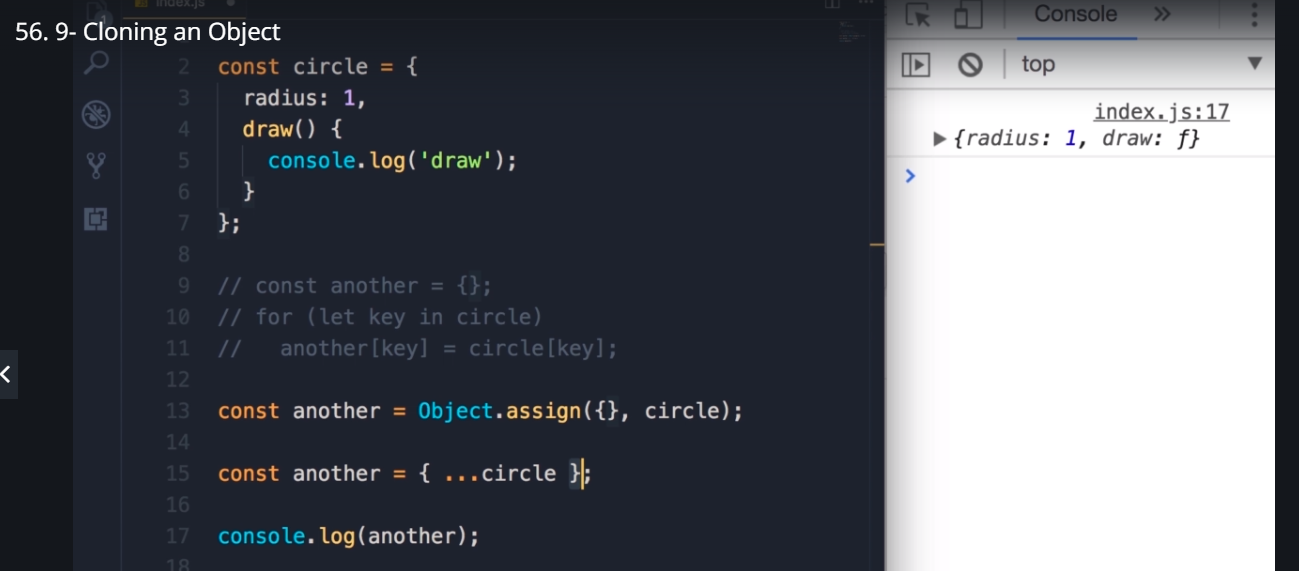 index.js
56. 9- Cloning an Object
Console »
top
2 const circle = {
3 radius: 1,
4 draw() {
5 console.log('draw');
6 }
7 };
8
9 // const another = {};
10 // for (let key in circle)
11 //   another[key] = circle[key];
12
13 const another = Object.assign({}, circle);
14
15 const another = { ...circle };
16
17 console.log(another);
18
index.js:17
▶ {radius: 1, draw: ƒ}
>